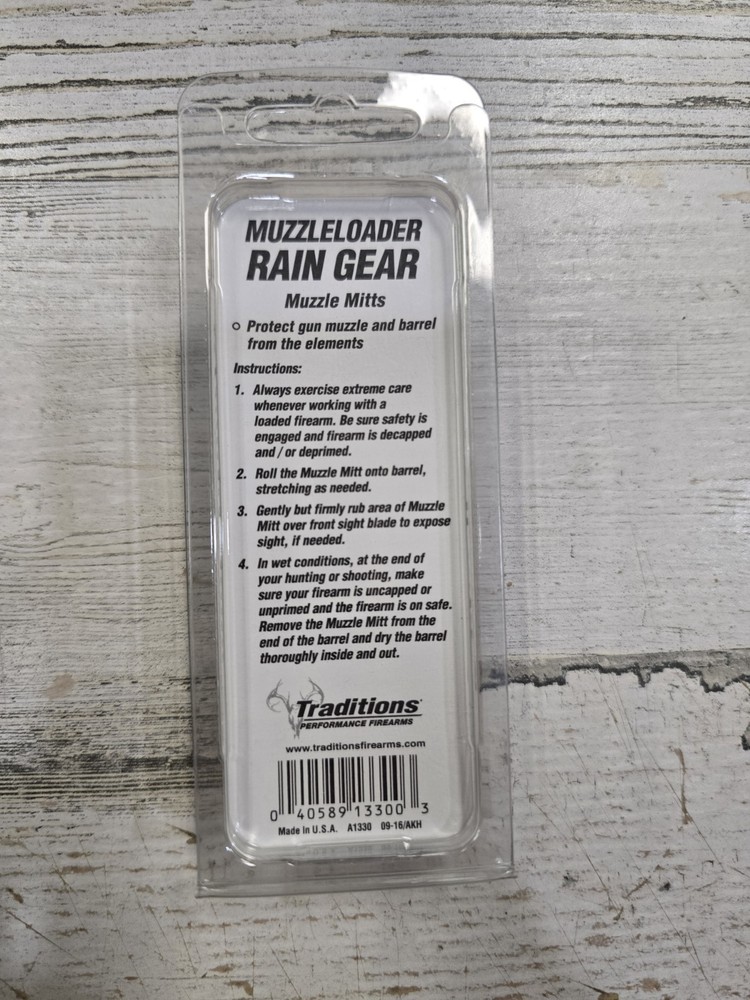 MUZZLELOADER
RAIN GEAR
Muzzle Mitts
Protect gun muzzle and barrel
from the elements
Instructions:
1. Always exercise extreme care
whenever working with a
loaded firearm. Be sure safety is
engaged and firearm is decapped
and / or deprimed.
2. Roll the Muzzle Mitt onto barrel,
stretching as needed.
3. Gently but firmly rub area of Muzzle
Mitt over front sight blade to expose
sight, if needed.
4. In wet conditions, at the end of
your hunting or shooting, make
sure your firearm is uncapped or
unprimed and the firearm is on safe.
Remove the Muzzle Mitt from the
end of the barrel and dry the barrel
thoroughly inside and out.
Traditions
PERFORMANCE FIREARMS
www.traditionsfirearms.com
0 40589 13300 3
Made In U.S.A. A1330 09-16/AKH